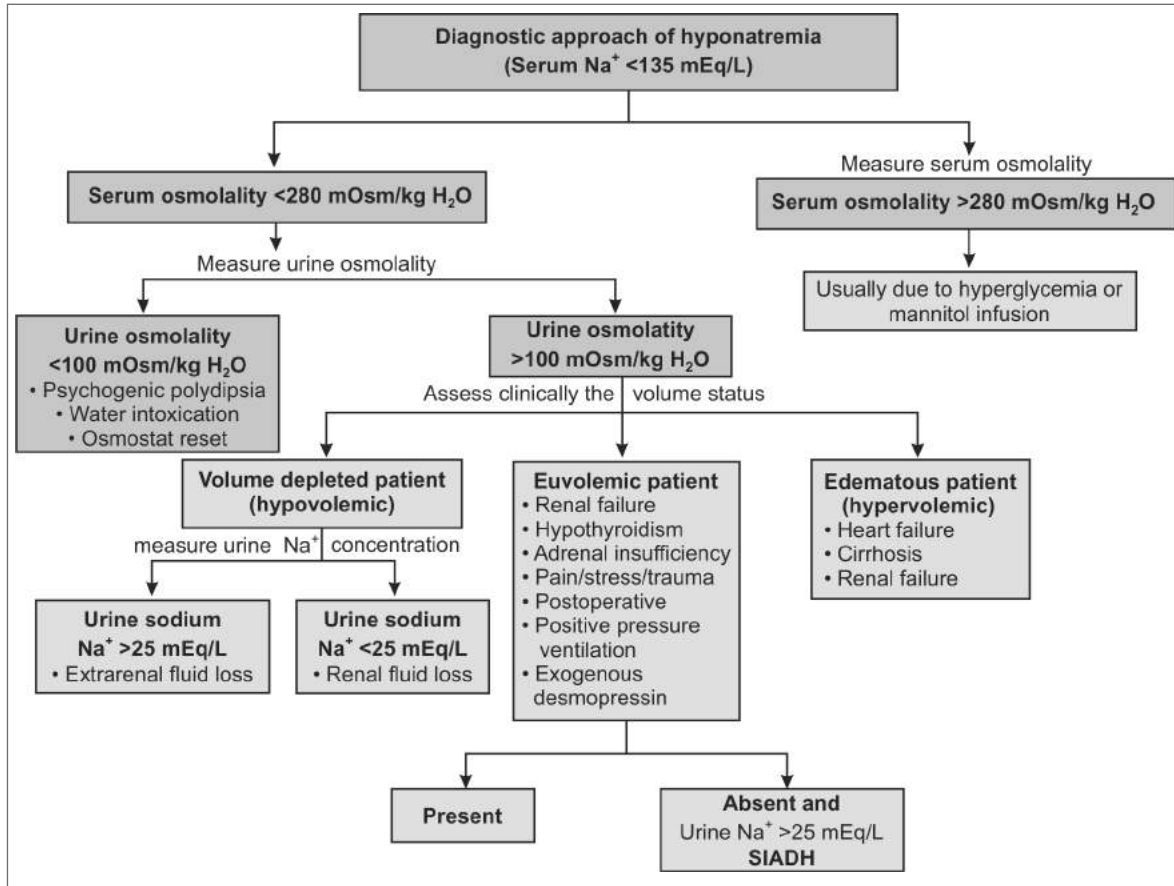 Diagnostic approach of hyponatremia
(Serum Na⁺ <135 mEq/L)
Measure serum osmolality
Serum osmolality <280 mOsm/kg H₂O
Serum osmolality >280 mOsm/kg H₂O
Measure urine osmolality
Usually due to hyperglycemia or
mannitol infusion
Urine osmolality
<100 mOsm/kg H₂O
• Psychogenic polydipsia
• Water intoxication
• Osmostat reset
Urine osmolatity
>100 mOsm/kg H₂O
Assess clinically the volume status
Volume depleted patient
(hypovolemic)
measure urine Na⁺ concentration
Urine sodium
Na⁺ >25 mEq/L
• Extrarenal fluid loss
Urine sodium
Na⁺ <25 mEq/L
• Renal fluid loss
Euvolemic patient
• Renal failure
• Hypothyroidism
• Adrenal insufficiency
• Pain/stress/trauma
• Postoperative
• Positive pressure
ventilation
• Exogenous
desmopressin
Edematous patient
(hypervolemic)
• Heart failure
• Cirrhosis
• Renal failure
Present
Absent and
Urine Na⁺ >25 mEq/L
SIADH